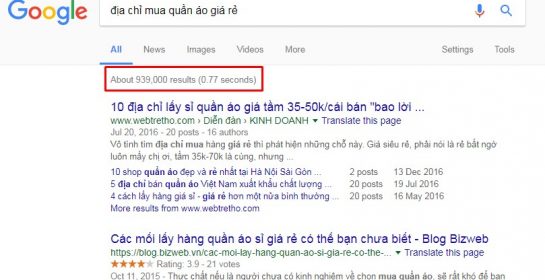 Google
địa chỉ mua quần áo giá rẻ
All News Images Videos More Settings Tools
About 939,000 results (0.77 seconds)
10 địa chỉ lấy sỉ quần áo giá tầm 35-50k/cái bán "bao lời ...
www.webtretho.com › Diễn đàn › KINH DOANH ▼ Translate this page
Jul 20, 2016 - 20 posts - 16 authors
Vô tình tìm địa chỉ mua hàng giá rẻ thì phát hiện những chỗ này. Giá siêu rẻ, phải nói là rẻ bất ngờ
luôn mấy chị ơi, tầm 35k-70k là cùng, nhưng ...
10 shop quần áo đẹp và rẻ nhất tại Hà Nội Sài Gòn ... 2 posts 13 Dec 2016
5 địa chỉ bán quần áo Việt Nam xuất khẩu chất lượng ... 20 posts 19 Jul 2016
4 cách lấy hàng sỉ - giá rẻ hơn một nửa bình thường ... 20 posts 16 May 2016
More results from www.webtretho.com
Các mối lấy hàng quần áo sỉ giá rẻ có thể bạn chưa biết - Blog Bizweb
https://blog.bizweb.vn/cac-moi-lay-hang-quan-ao-si-gia-re-co-the-... ▼ Translate this page
Rating: 3.9 - 21 votes
Oct 11, 2015 - Thực chất nếu là người chưa có kinh nghiệm về chọn mua quần áo sỉ, sẽ rất khó để